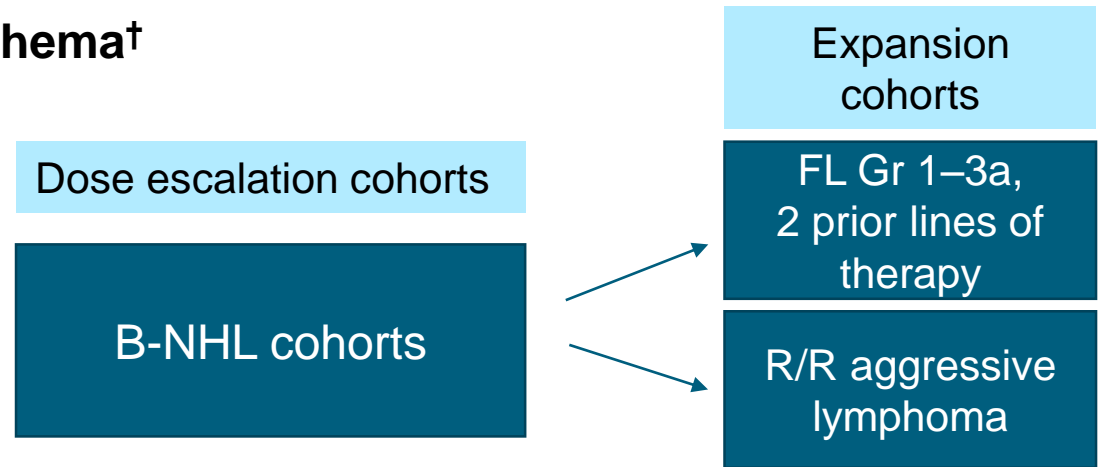 hema†
Dose escalation cohorts
B-NHL cohorts
Expansion
cohorts
FL Gr 1–3a,
2 prior lines of
therapy
R/R aggressive
lymphoma